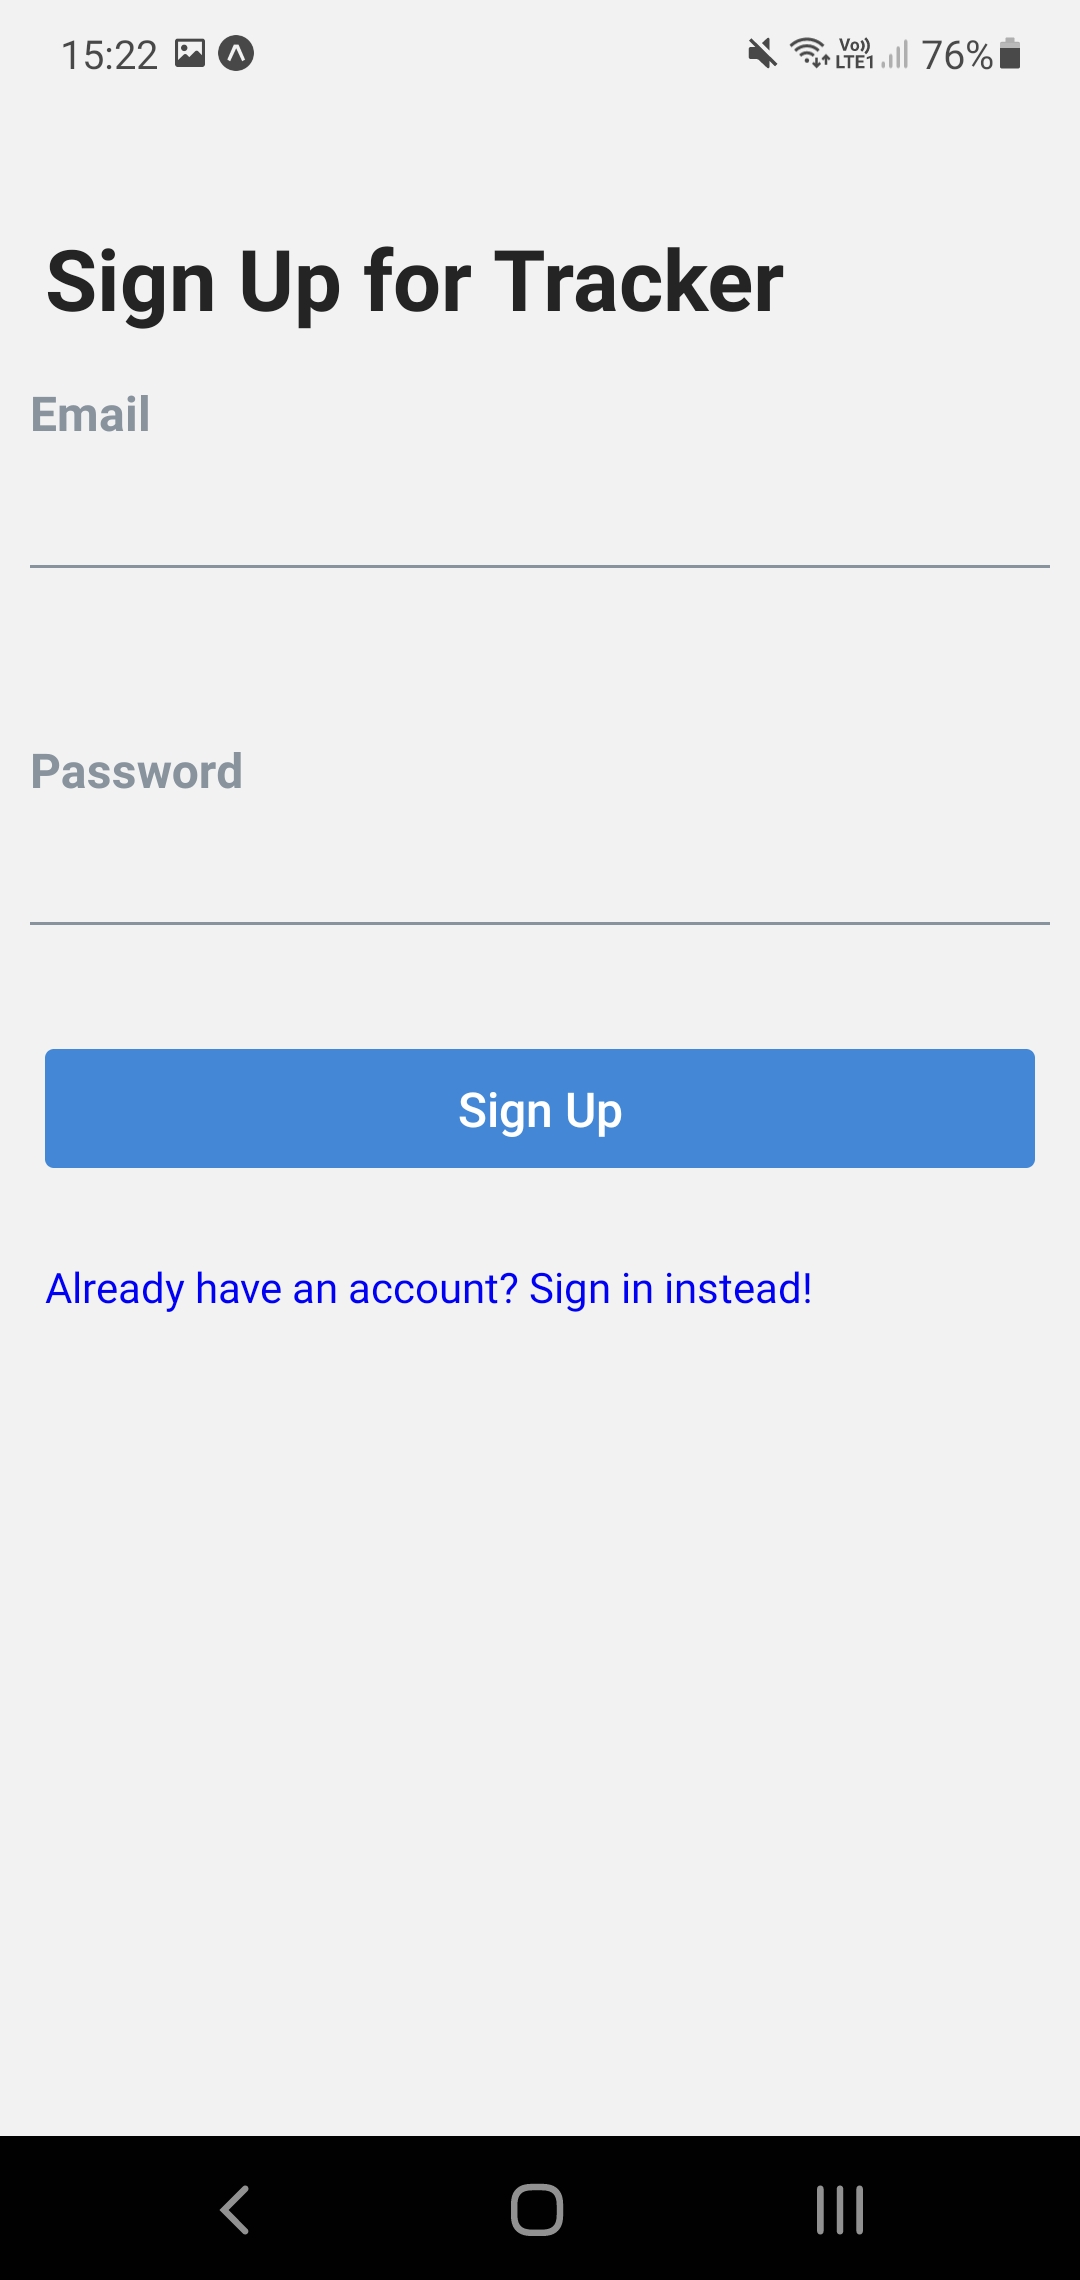 15:22
Vo)) LTE1 76%
Sign Up for Tracker
Email
Password
Sign Up
Already have an account? Sign in instead!